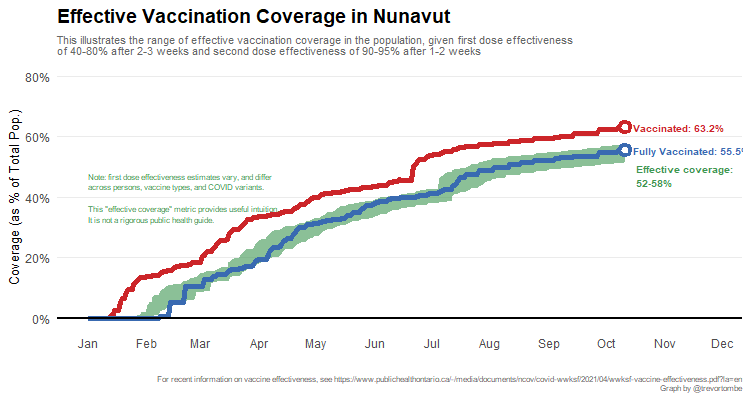 Effective Vaccination Coverage in Nunavut
This illustrates the range of effective vaccination coverage in the population, given first dose effectiveness
of 40-80% after 2-3 weeks and second dose effectiveness of 90-95% after 1-2 weeks
80%
60%
40%
20%
0%
Coverage (as % of Total Pop.)
Note: first dose effectiveness estimates vary, and differ
across persons, vaccine types, and COVID variants.
This "effective coverage" metric provides useful intuition.
It is not a rigorous public health guide.
Vaccinated: 63.2%
Fully Vaccinated: 55.5%
Effective coverage:
52-58%
Jan Feb Mar Apr May Jun Jul Aug Sep Oct Nov Dec
For recent information on vaccine effectiveness, see https://www.publichealthontario.ca/-/media/documents/ncov/covid-wwksf/2021/04/wwksf-vaccine-effectiveness.pdf?la=en
Graph by @trevortombe